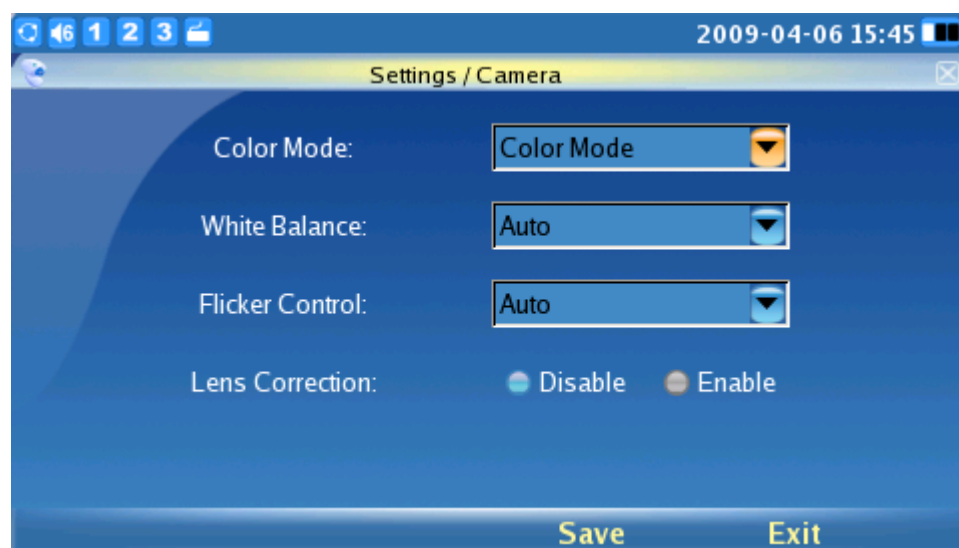 6 1 2 3 2009-04-06 15:45
Settings / Camera
Color Mode: Color Mode
White Balance: Auto
Flicker Control: Auto
Lens Correction: Disable Enable
Save Exit